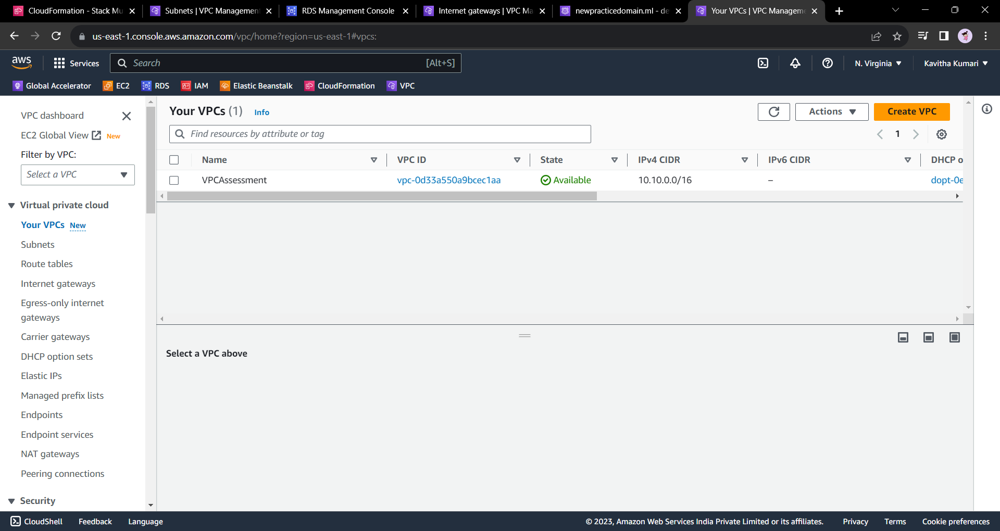 CloudFormation - Stack Mu
Subnets | VPC Management
RDS Management Console
Internet gateways | VPC Ma
newpracticedomain.ml - de
Your VPCs | VPC Manageme
us-east-1.console.aws.amazon.com/vpc/home?region=us-east-1#vpcs:
aws
Services
Search
[Alt+S]
N. Virginia
Kavitha Kumari
Global Accelerator
EC2
RDS
IAM
Elastic Beanstalk
CloudFormation
VPC
VPC dashboard
EC2 Global View New
Filter by VPC:
Select a VPC
Virtual private cloud
Your VPCs New
Subnets
Route tables
Internet gateways
Egress-only internet
gateways
Carrier gateways
DHCP option sets
Elastic IPs
Managed prefix lists
Endpoints
Endpoint services
NAT gateways
Peering connections
Security
Your VPCs (1) Info
Actions
Create VPC
Find resources by attribute or tag
1
Name VPC ID State IPv4 CIDR IPv6 CIDR DHCP o
VPCAssessment vpc-0d33a550a9bcec1aa Available 10.10.0.0/16 – dopt-0e
Select a VPC above
CloudShell Feedback Language
© 2023, Amazon Web Services India Private Limited or its affiliates. Privacy Terms Cookie preferences